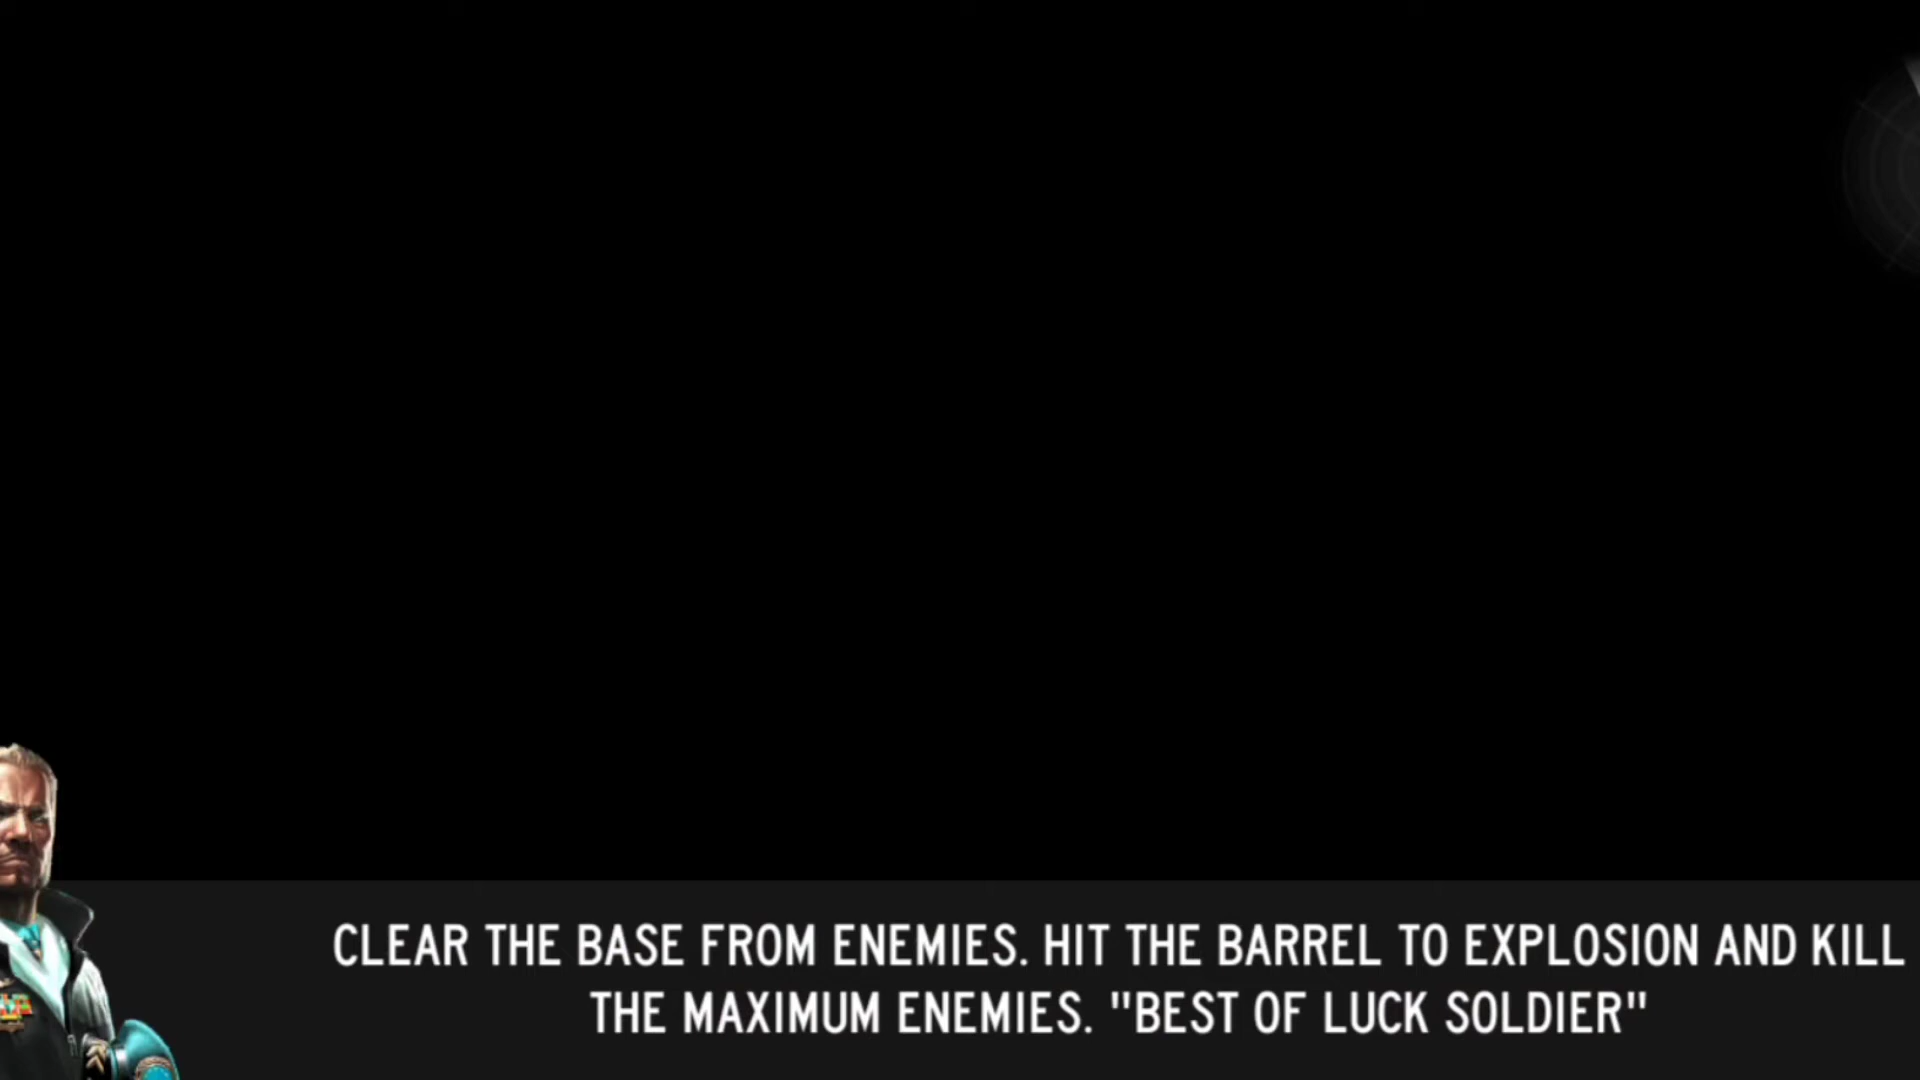 CLEAR THE BASE FROM ENEMIES. HIT THE BARREL TO EXPLOSION AND KILL
THE MAXIMUM ENEMIES. "BEST OF LUCK SOLDIER"